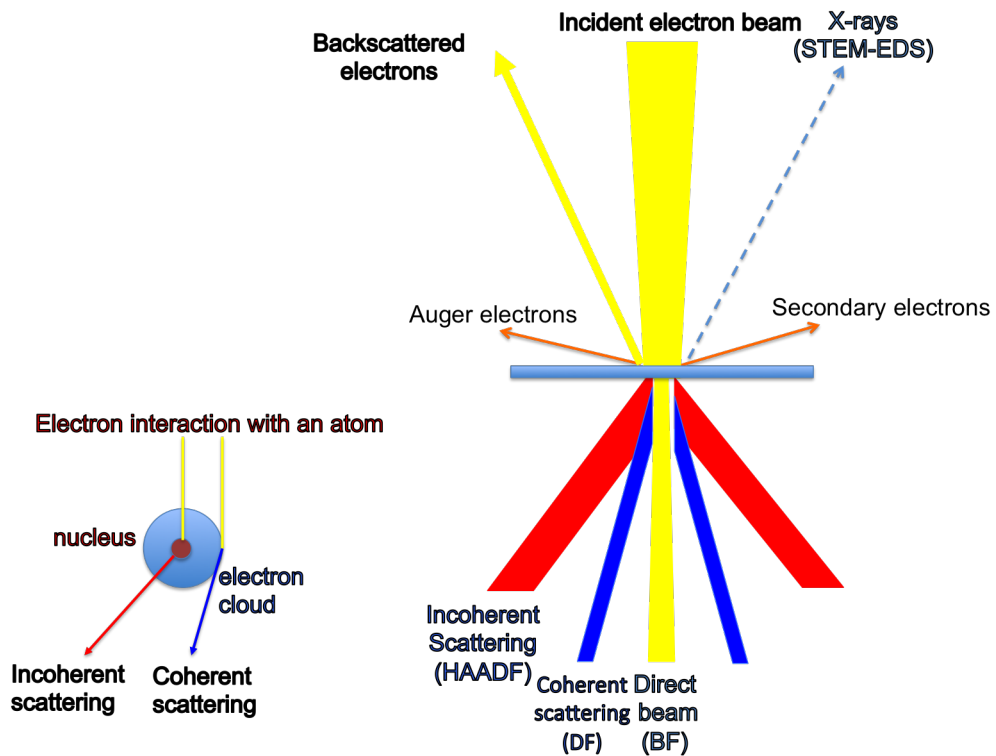 Backscattered
electrons
Incident electron beam
X-rays
(STEM-EDS)
Auger electrons
Secondary electrons
Electron interaction with an atom
nucleus
electron
cloud
Incoherent
scattering
Coherent
scattering
Incoherent
Scattering
(HAADF)
Coherent
scattering
(DF)
Direct
beam
(BF)